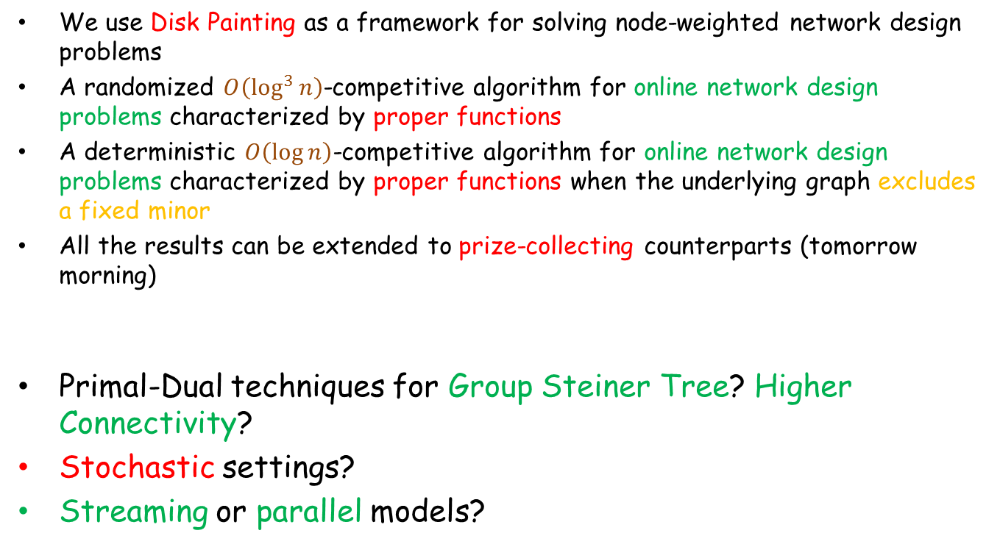 • We use Disk Painting as a framework for solving node-weighted network design
problems
• A randomized O(log³ n)-competitive algorithm for online network design
problems characterized by proper functions
• A deterministic O(log n)-competitive algorithm for online network design
problems characterized by proper functions when the underlying graph excludes
a fixed minor
• All the results can be extended to prize-collecting counterparts (tomorrow
morning)
• Primal-Dual techniques for Group Steiner Tree? Higher
Connectivity?
• Stochastic settings?
• Streaming or parallel models?